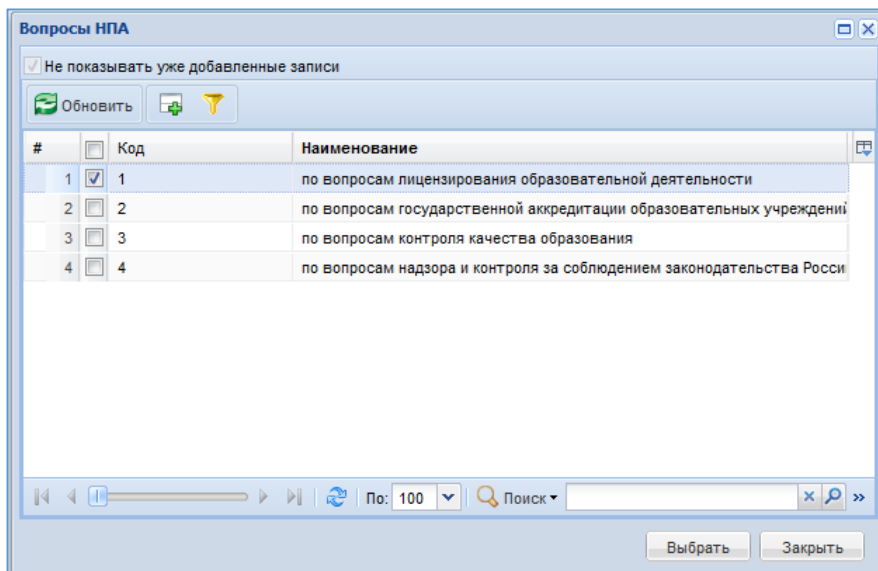 Вопросы НПА
Не показывать уже добавленные записи
Обновить
# Код Наименование
1 1 по вопросам лицензирования образовательной деятельности
2 2 по вопросам государственной аккредитации образовательных учреждений
3 3 по вопросам контроля качества образования
4 4 по вопросам надзора и контроля за соблюдением законодательства Росси
По: 100 Поиск
Выбрать Закрыть